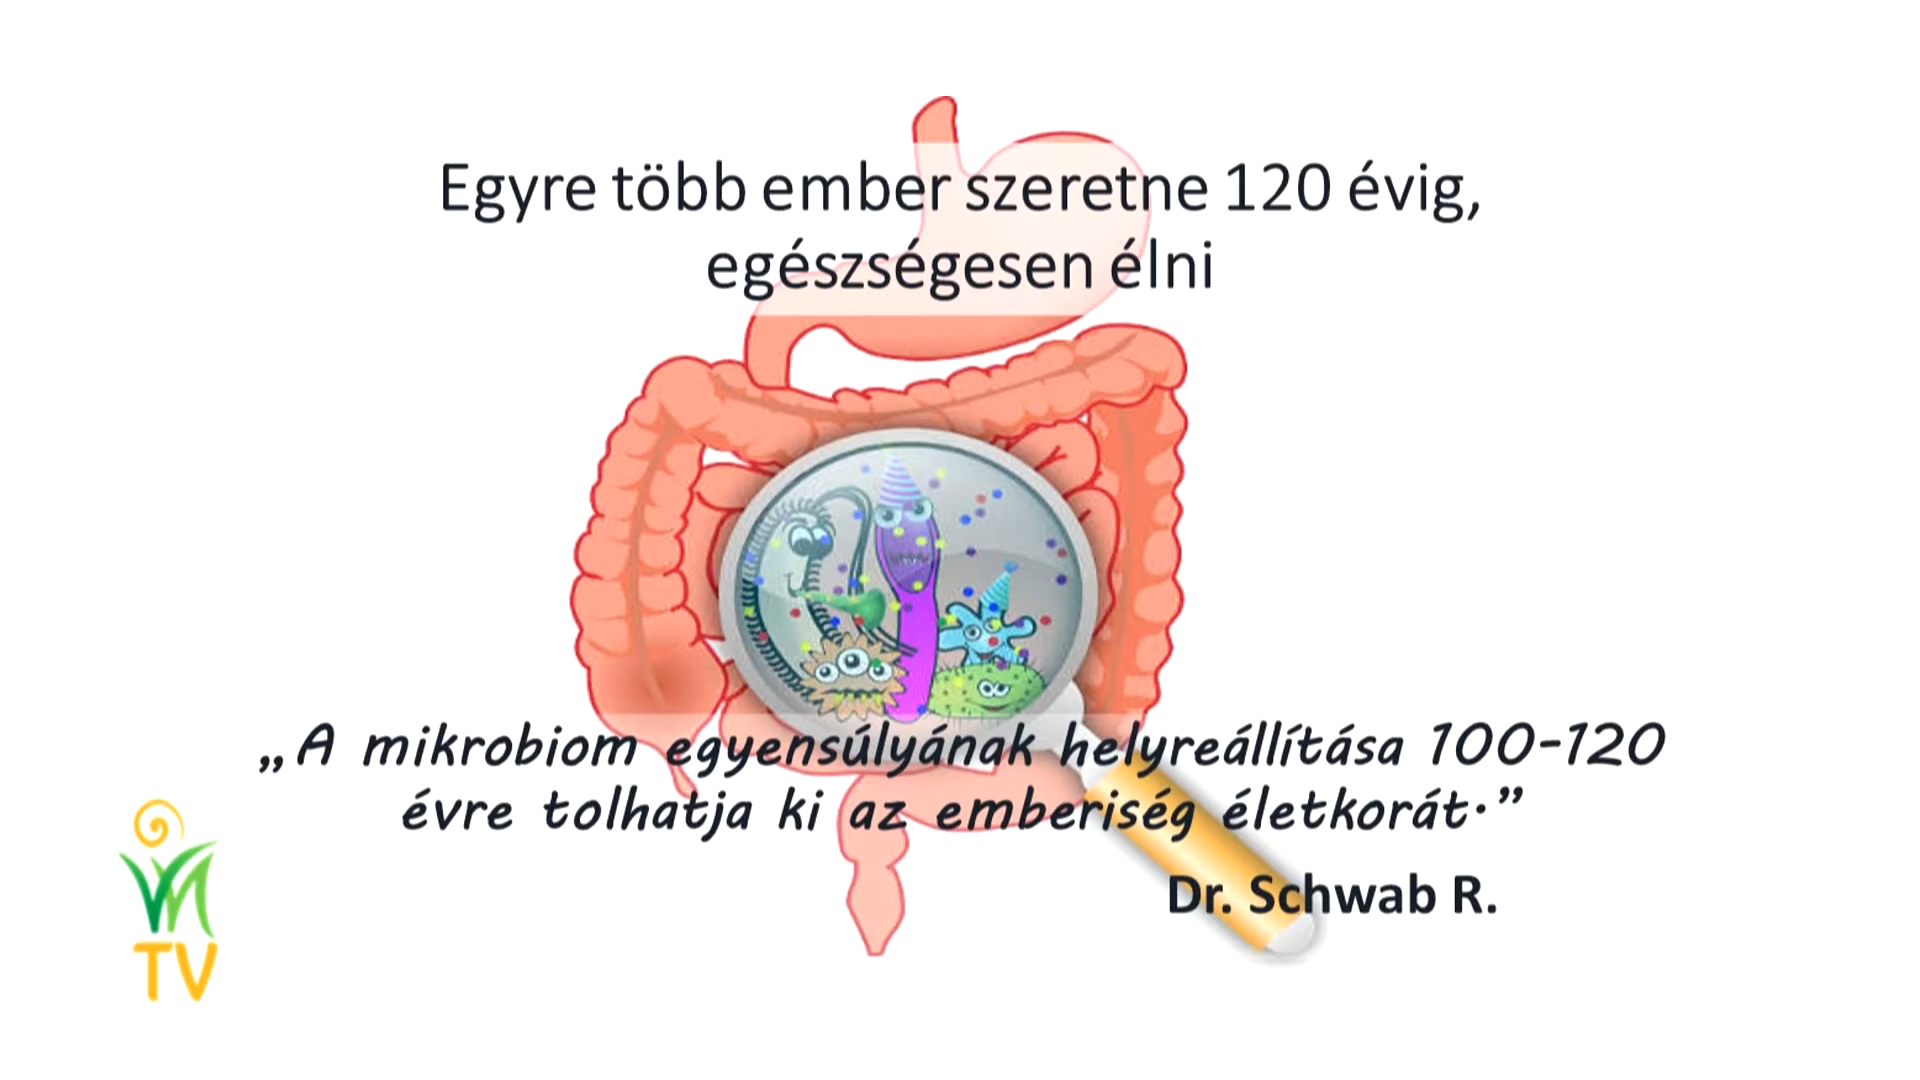 Egyre több ember szeretne 120 évig,
egészségesen élni
„A mikrobiom egyensúlyának helyreállítása 100-120
évre tolhatja ki az emberiség életkorát.”
Dr. Schwab R.
VM
TV